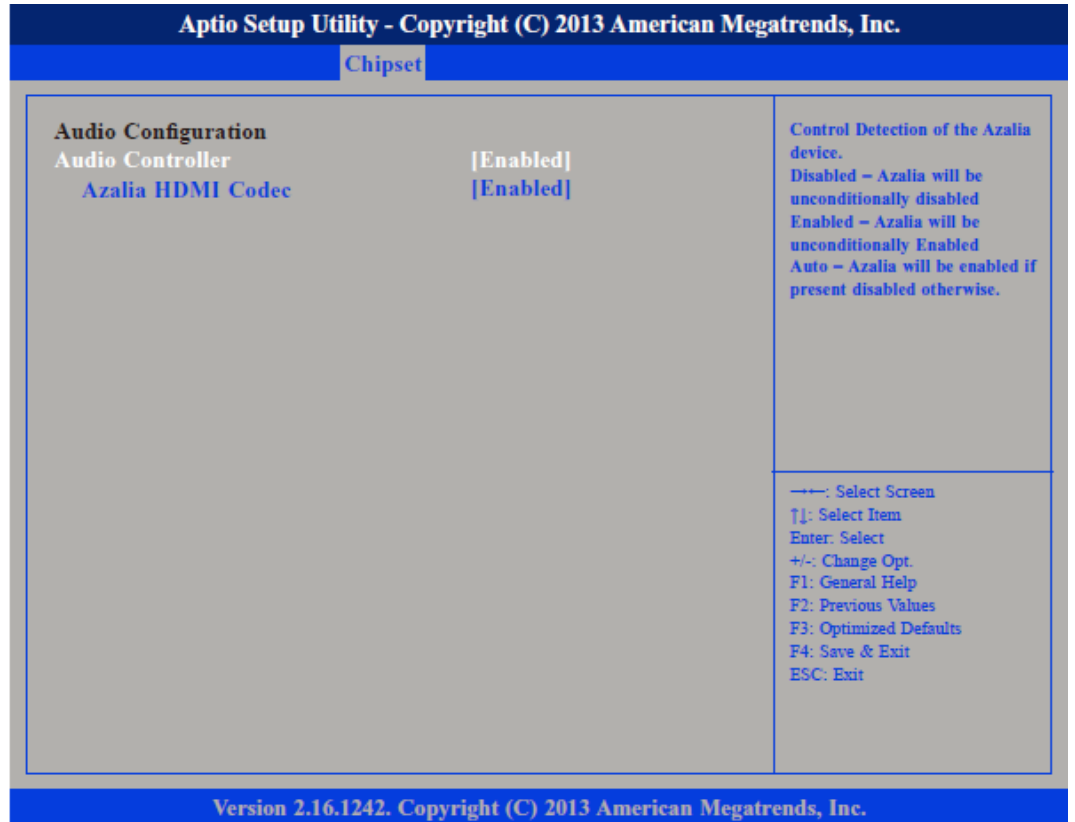 Aptio Setup Utility - Copyright (C) 2013 American Megatrends, Inc.
Chipset
Audio Configuration
Audio Controller [Enabled]
Azalia HDMI Codec [Enabled]
Control Detection of the Azalia
device.
Disabled – Azalia will be
unconditionally disabled
Enabled – Azalia will be
unconditionally Enabled
Auto – Azalia will be enabled if
present disabled otherwise.
→←: Select Screen
↑↓: Select Item
Enter: Select
+/-: Change Opt.
F1: General Help
F2: Previous Values
F3: Optimized Defaults
F4: Save & Exit
ESC: Exit
Version 2.16.1242. Copyright (C) 2013 American Megatrends, Inc.